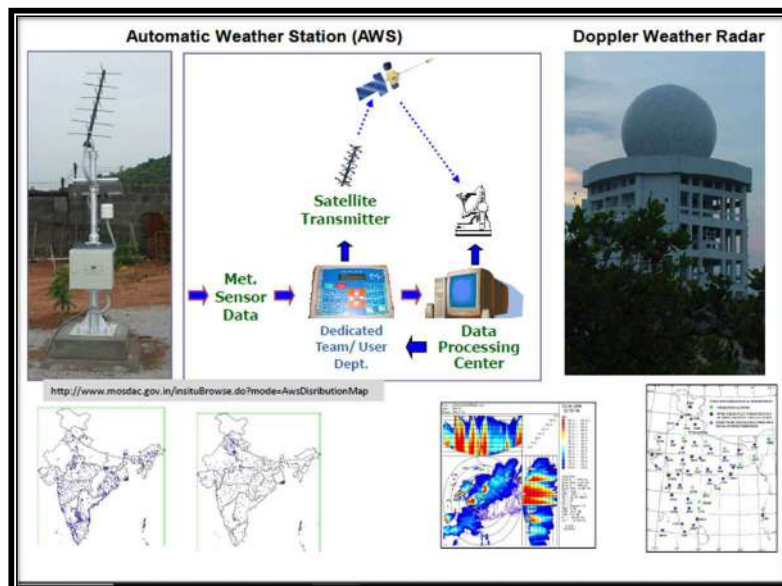 Automatic Weather Station (AWS)
Doppler Weather Radar
Satellite
Transmitter
Met.
Sensor
Data
Dedicated
Team/ User
Dept.
Data
Processing
Center
http://www.mosdac.gov.in/insituBrowse.do?mode=AwsDisributionMap